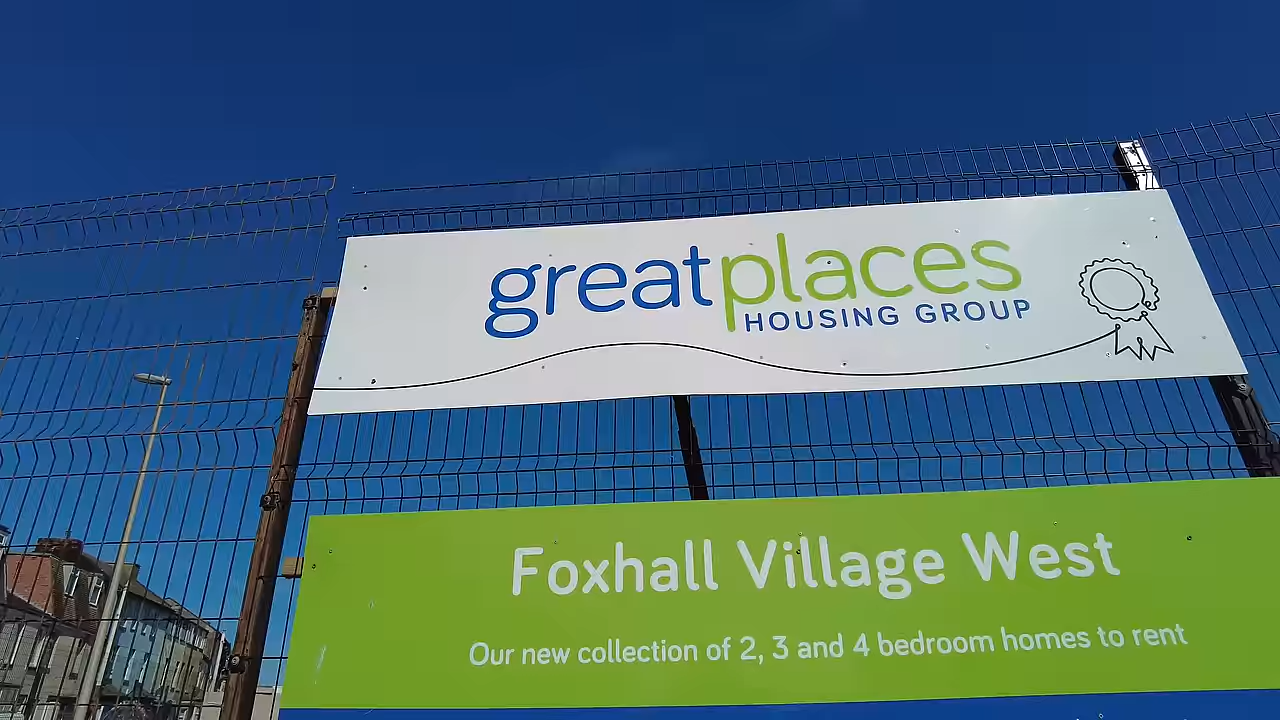 greatplaces
HOUSING GROUP
Foxhall Village West
Our new collection of 2, 3 and 4 bedroom homes to rent